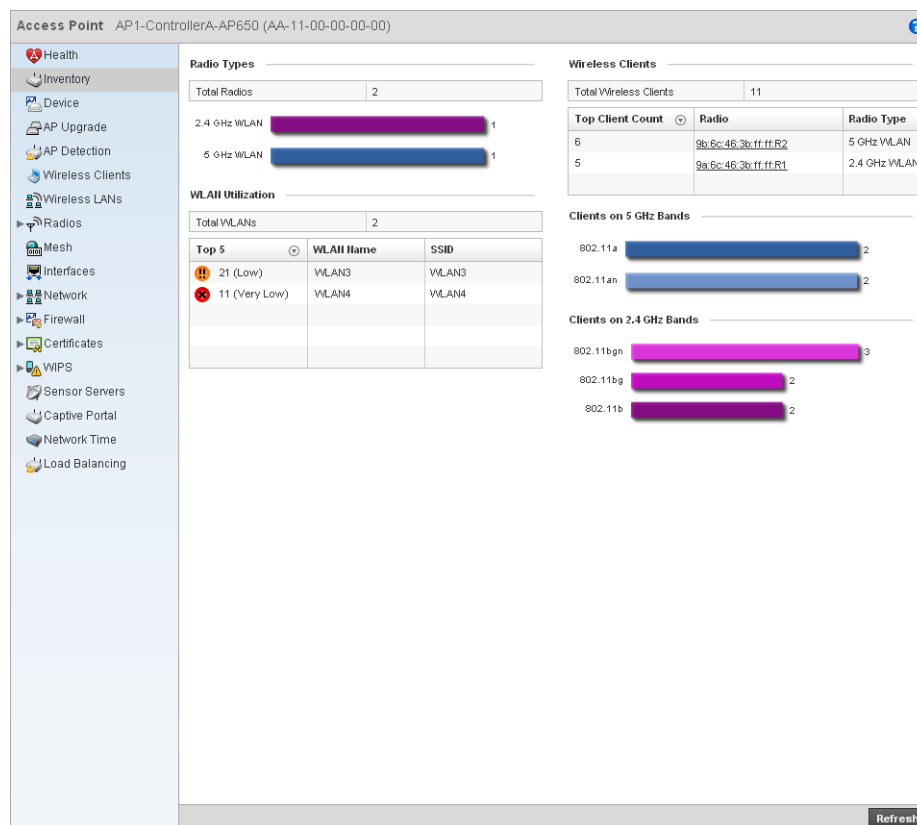 Access Point AP1-ControllerA-AP650 (AA-11-00-00-00-00)
?
Health
Inventory
Device
AP Upgrade
AP Detection
Wireless Clients
Wireless LANs
Radios
Mesh
Interfaces
Network
Firewall
Certificates
WIPS
Sensor Servers
Captive Portal
Network Time
Load Balancing
Radio Types
Total Radios 2
2.4 GHz WLAN 1
5 GHz WLAN 1
WLAN Utilization
Total WLANs 2
Top 5 WLAN Name SSID
21 (Low) WLAN3 WLAN3
11 (Very Low) WLAN4 WLAN4
Wireless Clients
Total Wireless Clients 11
Top Client Count Radio Radio Type
6 9b:6c:46:3b:ff:ff:R2 5 GHz WLAN
5 9a:6c:46:3b:ff:ff:R1 2.4 GHz WLAN
Clients on 5 GHz Bands
802.11a 2
802.11an 2
Clients on 2.4 GHz Bands
802.11bgn 3
802.11bg 2
802.11b 2
Refresh